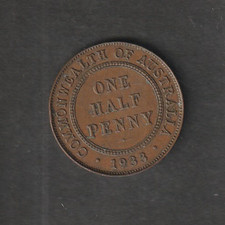 COMMONWEALTH OF AUSTRALIA
ONE
HALF
PENNY
1933